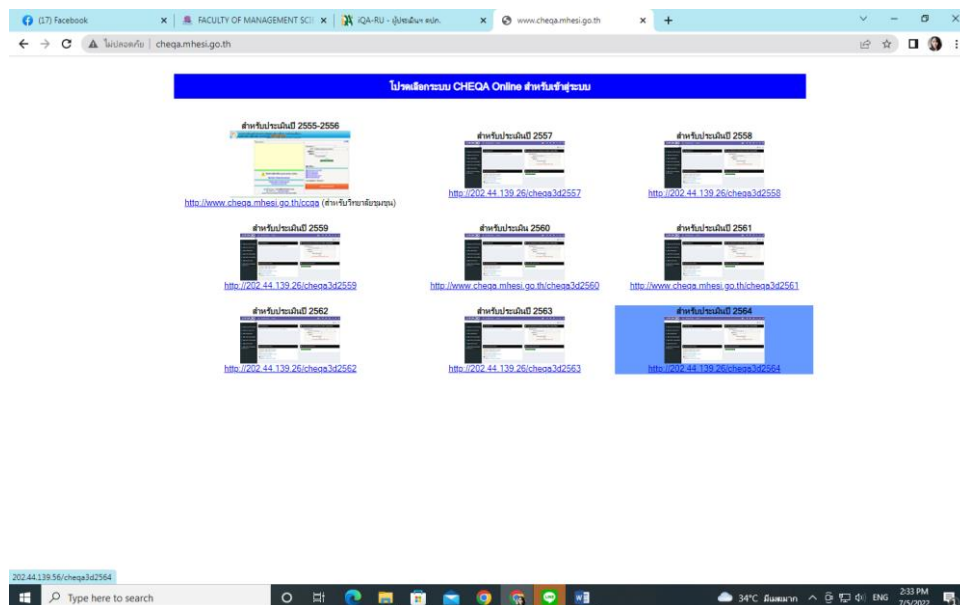 (17) Facebook
FACULTY OF MANAGEMENT SCI
iQA-RU - ผู้ประเมินฯ สปก.
www.cheqa.mhesi.go.th
ไม่ปลอดภัย
cheqa.mhesi.go.th
โปรดเลือกระบบ CHEQA Online สำหรับเข้าสู่ระบบ
สำหรับประเมินปี 2555-2556
สำหรับประเมินปี 2557
สำหรับประเมินปี 2558
http://www.cheqa.mhesi.go.th/ccqa (สำหรับวิทยาลัยชุมชุน)
http://202.44.139.26/cheqa3d2557
http://202.44.139.26/cheqa3d2558
สำหรับประเมินปี 2559
สำหรับประเมิน 2560
สำหรับประเมินปี 2561
http://202.44.139.26/cheqa3d2559
http://www.cheqa.mhesi.go.th/cheqa3d2560
http://www.cheqa.mhesi.go.th/cheqa3d2561
สำหรับประเมินปี 2562
สำหรับประเมินปี 2563
สำหรับประเมินปี 2564
http://202.44.139.26/cheqa3d2562
http://202.44.139.26/cheqa3d2563
http://202.44.139.26/cheqa3d2564
202.44.139.56/cheqa3d2564
Type here to search
34°C มีเมฆมาก
ENG
2:33 PM
7/5/2022